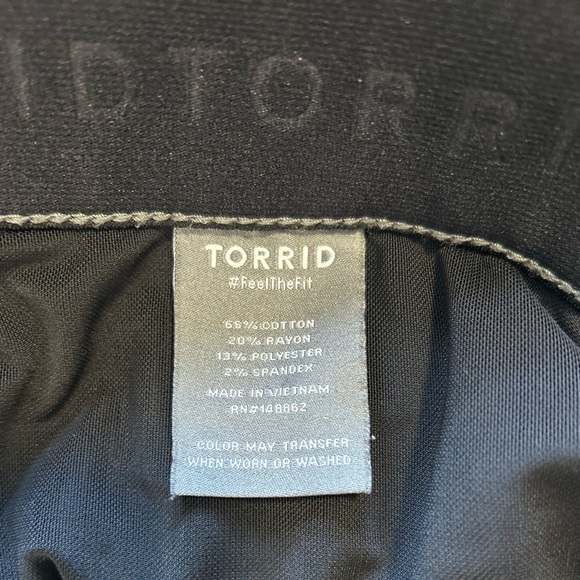 IDTORRI
TORRID
#FeelTheFit
65% COTTON
20% RAYON
13% POLYESTER
2% SPANDEX
MADE IN VIETNAM
RN#148862
COLOR MAY TRANSFER
WHEN WORN OR WASHED